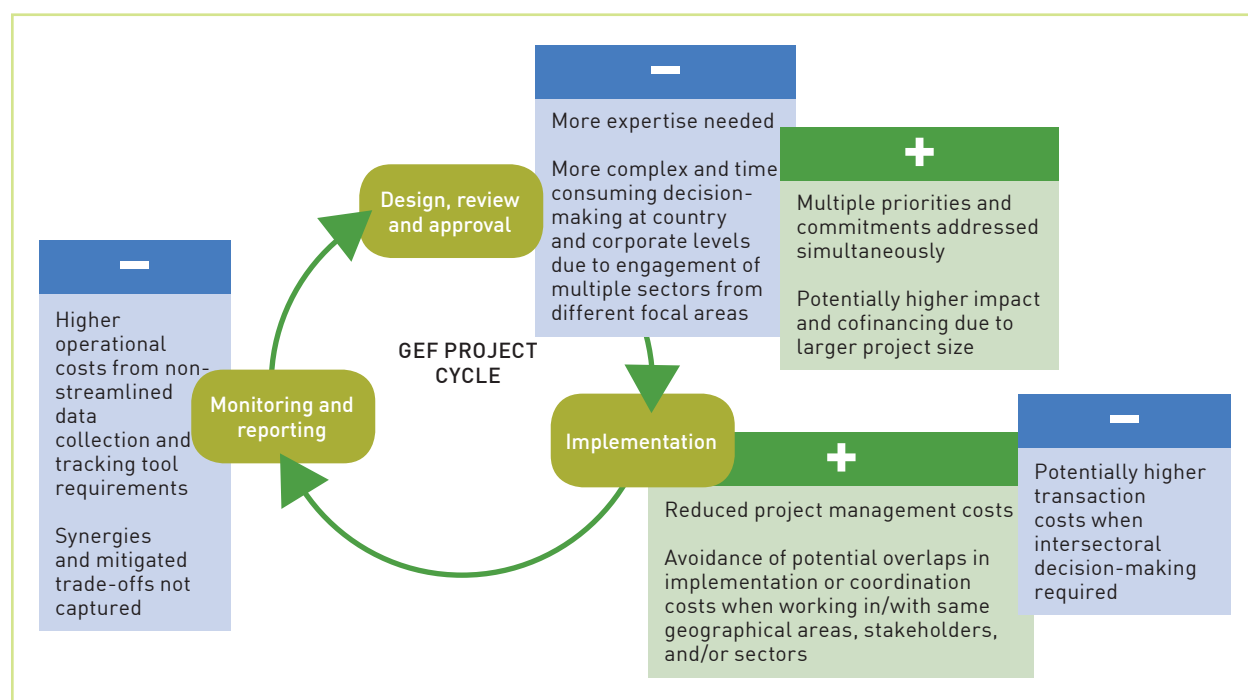 −
More expertise needed
More complex and time
consuming decision-
making at country
and corporate levels
due to engagement of
multiple sectors from
different focal areas
+
Multiple priorities and
commitments addressed
simultaneously
Potentially higher impact
and cofinancing due to
larger project size
Design, review
and approval
−
Higher
operational
costs from non-
streamlined
data
collection and
tracking tool
requirements
Synergies
and mitigated
trade-offs not
captured
GEF PROJECT
CYCLE
Monitoring and
reporting
Implementation
+
Reduced project management costs
Avoidance of potential overlaps in
implementation or coordination
costs when working in/with same
geographical areas, stakeholders,
and/or sectors
−
Potentially higher
transaction
costs when
intersectoral
decision-making
required